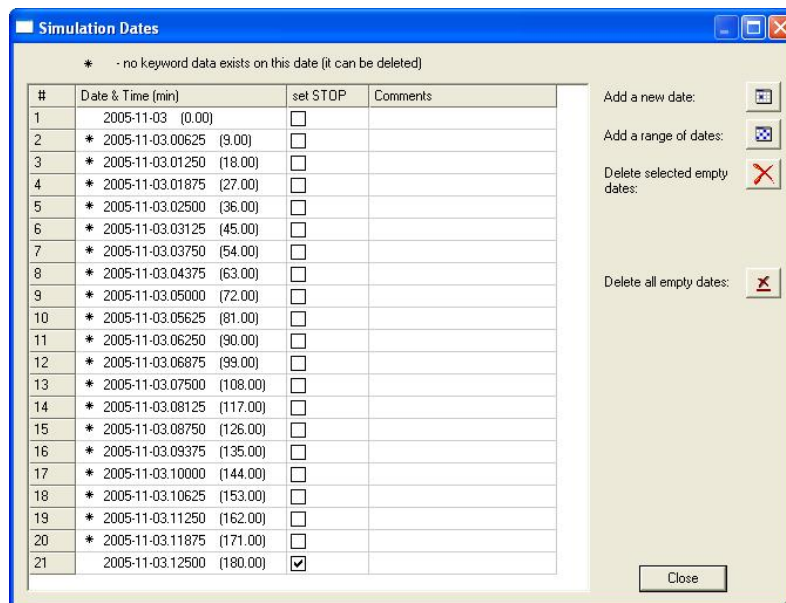 Simulation Dates
* - no keyword data exists on this date (it can be deleted)
# Date & Time (min) set STOP Comments
1 2005-11-03 (0.00)
2 * 2005-11-03.00625 (9.00)
3 * 2005-11-03.01250 (18.00)
4 * 2005-11-03.01875 (27.00)
5 * 2005-11-03.02500 (36.00)
6 * 2005-11-03.03125 (45.00)
7 * 2005-11-03.03750 (54.00)
8 * 2005-11-03.04375 (63.00)
9 * 2005-11-03.05000 (72.00)
10 * 2005-11-03.05625 (81.00)
11 * 2005-11-03.06250 (90.00)
12 * 2005-11-03.06875 (99.00)
13 * 2005-11-03.07500 (108.00)
14 * 2005-11-03.08125 (117.00)
15 * 2005-11-03.08750 (126.00)
16 * 2005-11-03.09375 (135.00)
17 * 2005-11-03.10000 (144.00)
18 * 2005-11-03.10625 (153.00)
19 * 2005-11-03.11250 (162.00)
20 * 2005-11-03.11875 (171.00)
21 2005-11-03.12500 (180.00)
Add a new date:
Add a range of dates:
Delete selected empty
dates:
Delete all empty dates:
Close